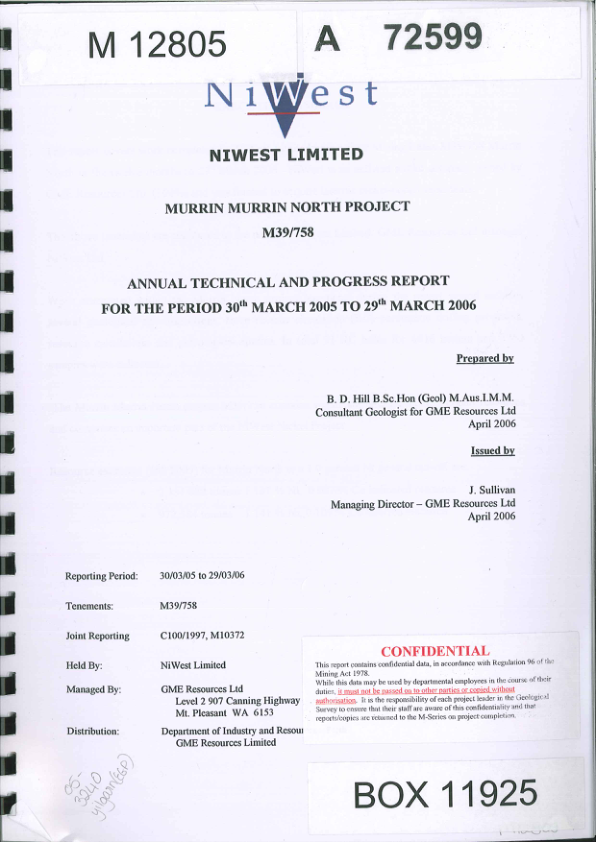 M 12805
A 72599
NiWest
NIWEST LIMITED
MURRIN MURRIN NORTH PROJECT
M39/758
ANNUAL TECHNICAL AND PROGRESS REPORT
FOR THE PERIOD 30th MARCH 2005 TO 29th MARCH 2006
Prepared by
B. D. Hill B.Sc.Hon (Geol) M.Aus.I.M.M.
Consultant Geologist for GME Resources Ltd
April 2006
Issued by
J. Sullivan
Managing Director – GME Resources Ltd
April 2006
Reporting Period: 30/03/05 to 29/03/06
Tenements: M39/758
Joint Reporting C100/1997, M10372
Held By: NiWest Limited
Managed By: GME Resources Ltd
Level 2 907 Canning Highway
Mt. Pleasant WA 6153
Distribution: Department of Industry and Resou
GME Resources Limited
CONFIDENTIAL
This report contains confidential data, in accordance with Regulation 96 of the
Mining Act 1978.
While this data may be used by departmental employees in the course of their
duties, it must not be passed on to other parties or copied without
authorisation. It is the responsibility of each project leader in the Geological
Survey to ensure that their staff are aware of this confidentiality and that
reports/copies are returned to the M-Series on project completion.
05-
3240
yilgarn(EGP)
BOX 11925